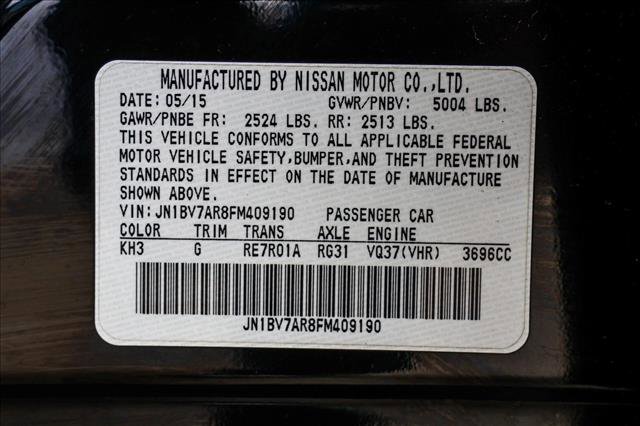 MANUFACTURED BY NISSAN MOTOR CO.,LTD.
DATE: 05/15 GVWR/PNBV: 5004 LBS.
GAWR/PNBE FR: 2524 LBS. RR: 2513 LBS.
THIS VEHICLE CONFORMS TO ALL APPLICABLE FEDERAL
MOTOR VEHICLE SAFETY,BUMPER,AND THEFT PREVENTION
STANDARDS IN EFFECT ON THE DATE OF MANUFACTURE
SHOWN ABOVE.
VIN: JN1BV7AR8FM409190 PASSENGER CAR
COLOR TRIM TRANS AXLE ENGINE
KH3 G RE7R01A RG31 VQ37(VHR) 3696CC
JN1BV7AR8FM409190